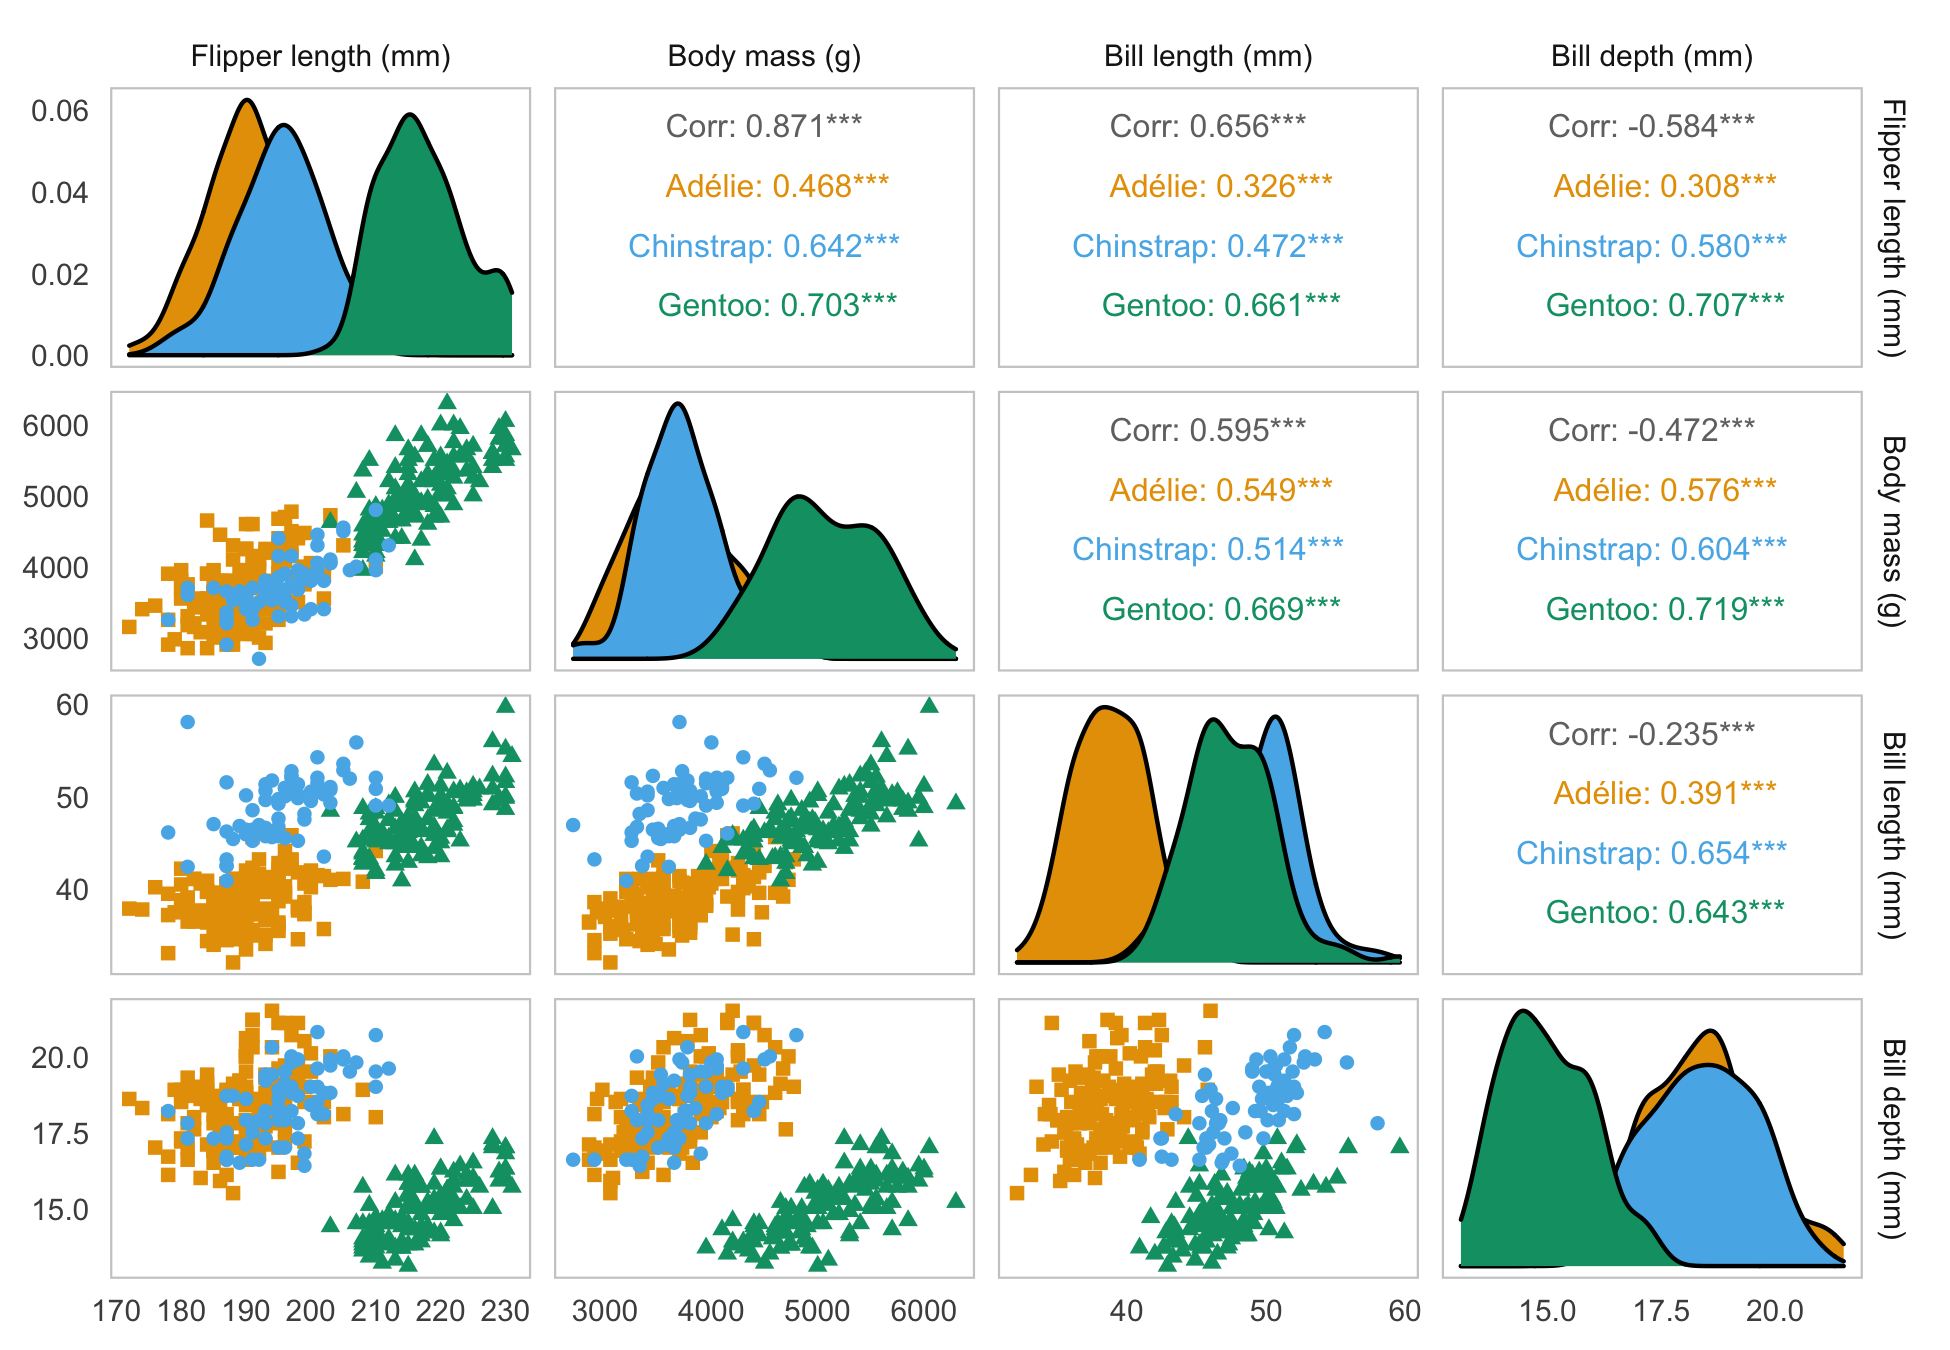 Flipper length (mm)
Body mass (g)
Bill length (mm)
Bill depth (mm)
0.06
0.04
0.02
0.00
Corr: 0.871***
Adélie: 0.468***
Chinstrap: 0.642***
Gentoo: 0.703***
Corr: 0.656***
Adélie: 0.326***
Chinstrap: 0.472***
Gentoo: 0.661***
Corr: -0.584***
Adélie: 0.308***
Chinstrap: 0.580***
Gentoo: 0.707***
Flipper length (mm)
6000
5000
4000
3000
Corr: 0.595***
Adélie: 0.549***
Chinstrap: 0.514***
Gentoo: 0.669***
Corr: -0.472***
Adélie: 0.576***
Chinstrap: 0.604***
Gentoo: 0.719***
Body mass (g)
60
50
40
Corr: -0.235***
Adélie: 0.391***
Chinstrap: 0.654***
Gentoo: 0.643***
Bill length (mm)
20.0
17.5
15.0
Bill depth (mm)
170 180 190 200 210 220 230
3000 4000 5000 6000
40 50 60
15.0 17.5 20.0